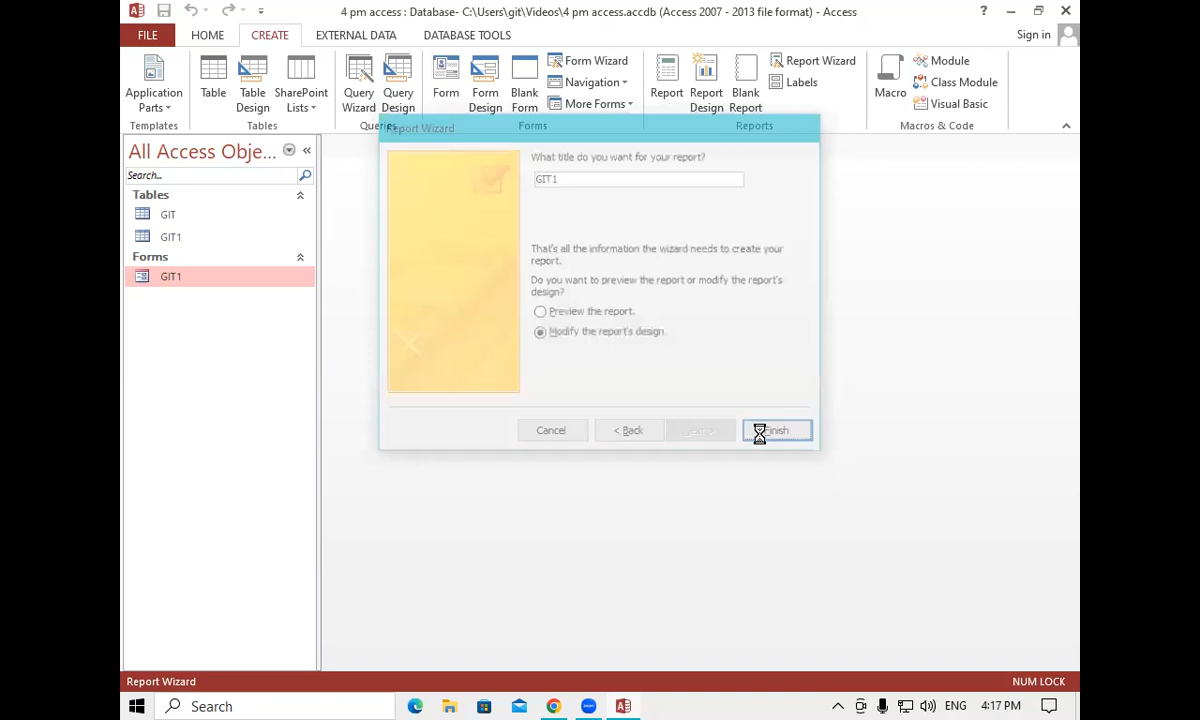 4 pm access : Database- C:\Users\git\Videos\4 pm access.accdb (Access 2007 - 2013 file format) - Access
?
FILE HOME CREATE EXTERNAL DATA DATABASE TOOLS Sign in
Application Parts
Table
Table Design
SharePoint Lists
Query Wizard
Query Design
Form
Form Design
Blank Form
Form Wizard
Navigation
More Forms
Report
Report Design
Blank Report
Report Wizard
Labels
Macro
Module
Class Module
Visual Basic
Templates Tables Queries Forms Reports Macros & Code
All Access Obje...
Search...
Tables
GIT
GIT1
Forms
GIT1
Report Wizard
What title do you want for your report?
GIT1
That's all the information the wizard needs to create your
report.
Do you want to preview the report or modify the report's
design?
Preview the report.
Modify the report's design.
Cancel < Back Next > Finish
Report Wizard NUM LOCK
Search ENG 4:17 PM